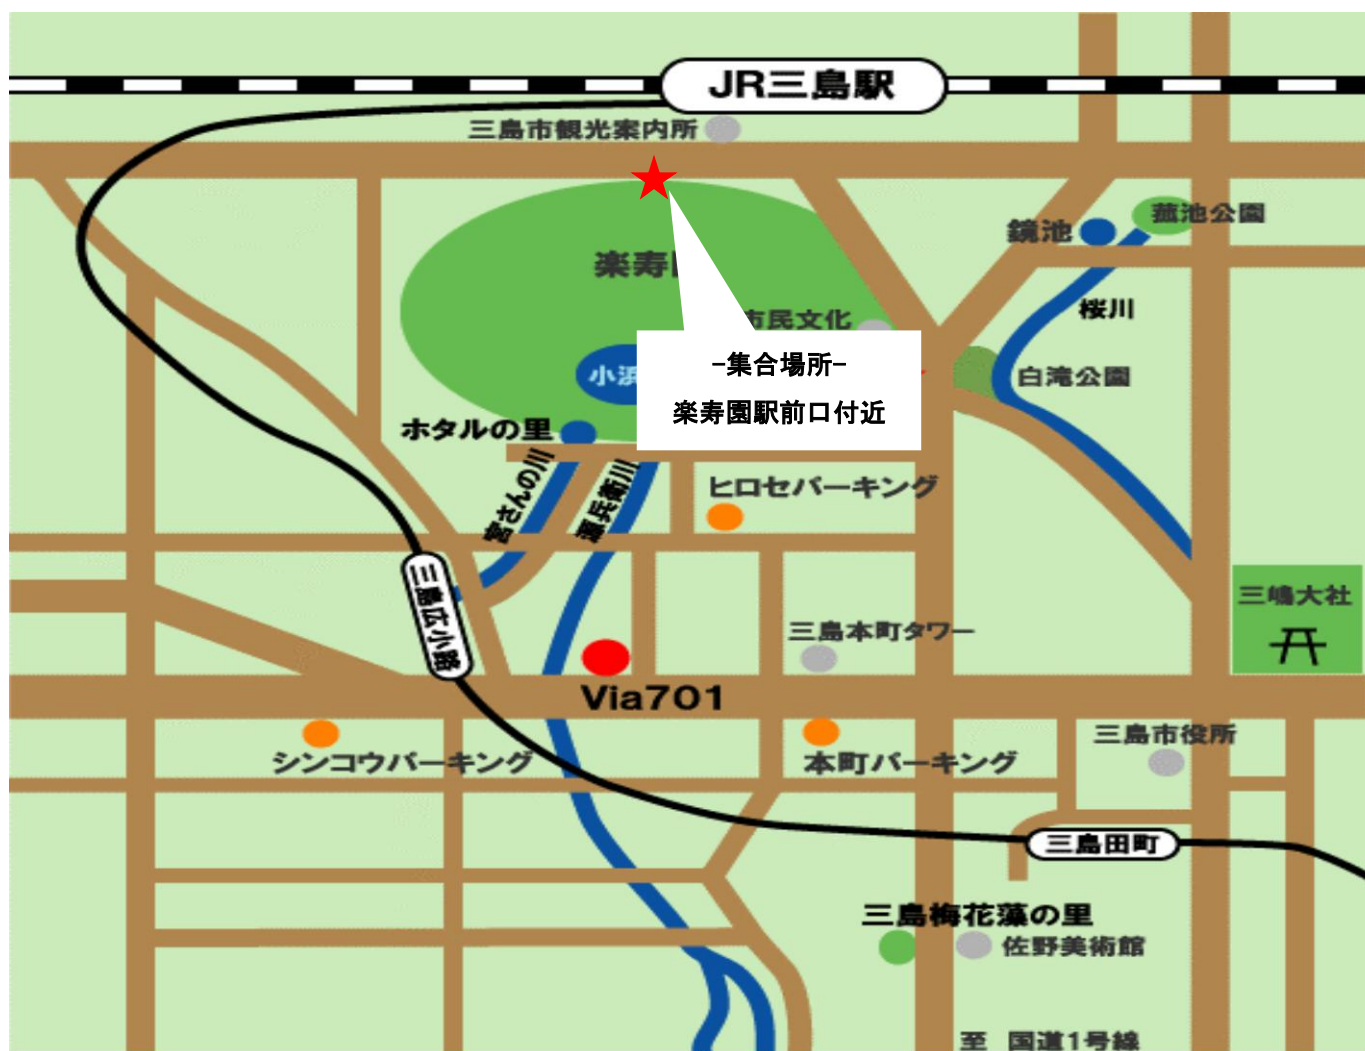 JR三島駅
三島市観光案内所
菰池公園
鏡池
楽寿
桜川
市民文化
-集合場所-
楽寿園駅前口付近
小浜
白滝公園
ホタルの里
宮さんの川
源兵衛川
ヒロセパーキング
三島広小路
三嶋大社
三島本町タワー
Via701
シンコウパーキング
本町パーキング
三島市役所
三島田町
三島梅花藻の里
佐野美術館
至 国道1号線